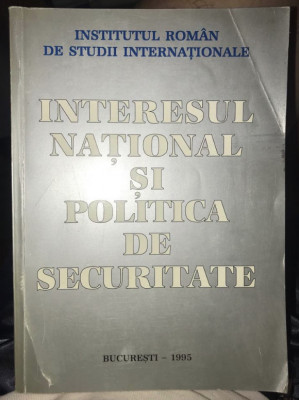 INSTITUTUL ROMÂN
DE STUDII INTERNAȚIONALE
INTERESUL
NAȚIONAL
ȘI
POLITICA
DE
SECURITATE
BUCUREȘTI - 1995